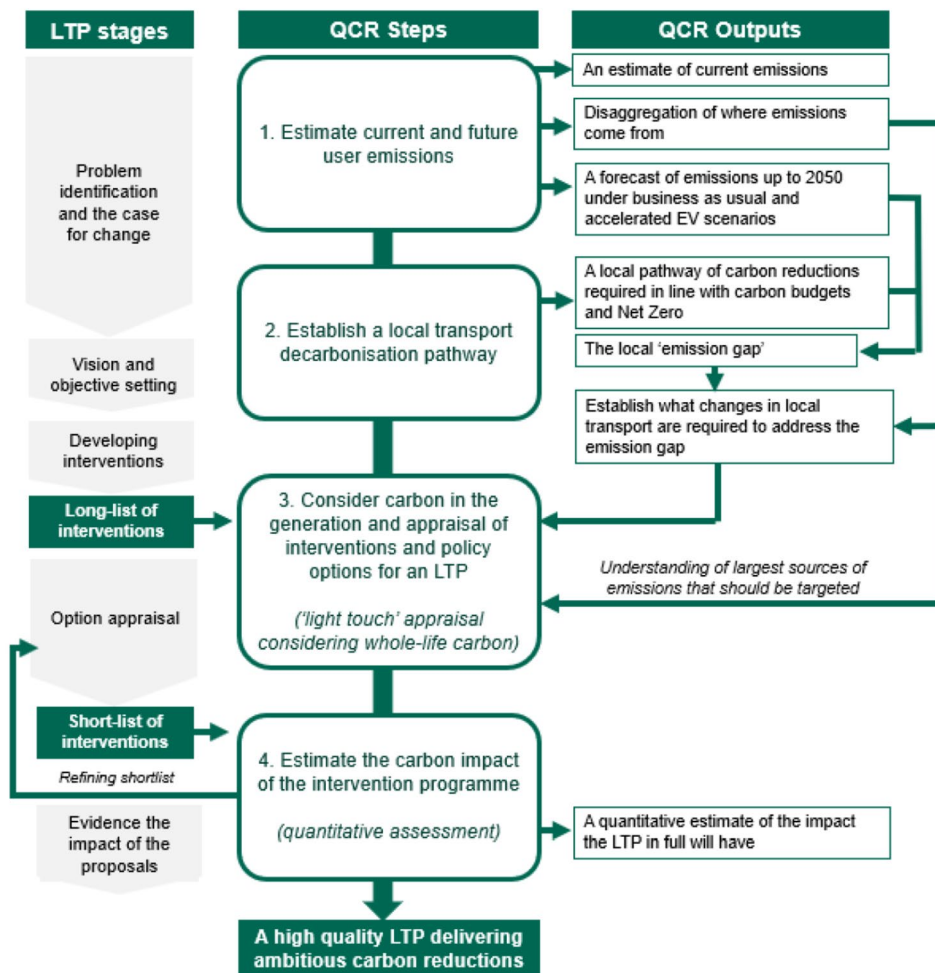 LTP stages
QCR Steps
QCR Outputs
Problem
identification
and the case
for change
Vision and
objective setting
Developing
interventions
Long-list of
interventions
Option appraisal
Short-list of
interventions
Refining shortlist
Evidence the
impact of the
proposals
1. Estimate current and future
user emissions
2. Establish a local transport
decarbonisation pathway
3. Consider carbon in the
generation and appraisal of
interventions and policy
options for an LTP
(‘light touch’ appraisal
considering whole-life carbon)
4. Estimate the carbon impact
of the intervention programme
(quantitative assessment)
A high quality LTP delivering
ambitious carbon reductions
An estimate of current emissions
Disaggregation of where emissions
come from
A forecast of emissions up to 2050
under business as usual and
accelerated EV scenarios
A local pathway of carbon reductions
required in line with carbon budgets
and Net Zero
The local ‘emission gap’
Establish what changes in local
transport are required to address the
emission gap
Understanding of largest sources of
emissions that should be targeted
A quantitative estimate of the impact
the LTP in full will have